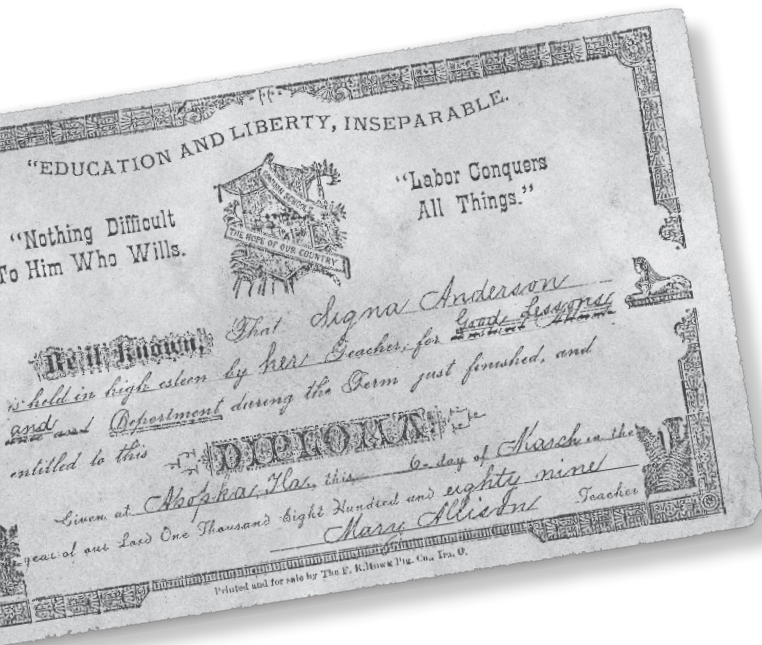 "EDUCATION AND LIBERTY, INSEPARABLE.
"Nothing Difficult
To Him Who Wills.
THE HOPE OF OUR COUNTRY
"Labor Conquers
All Things."
Be it Known, That Signa Anderson
is held in high esteen by her Teacher, for Good Lessons
and Deportment during the Term just finished, and
entitled to this DIPLOMA.
Given at Apopka, Fla, this 6 day of March in the
year of our Lord One Thousand Eight Hundred and eighty nine
Mary Allison Teacher
Printed and for sale by The F. R. Howe Ptg. Co., Ira, O.